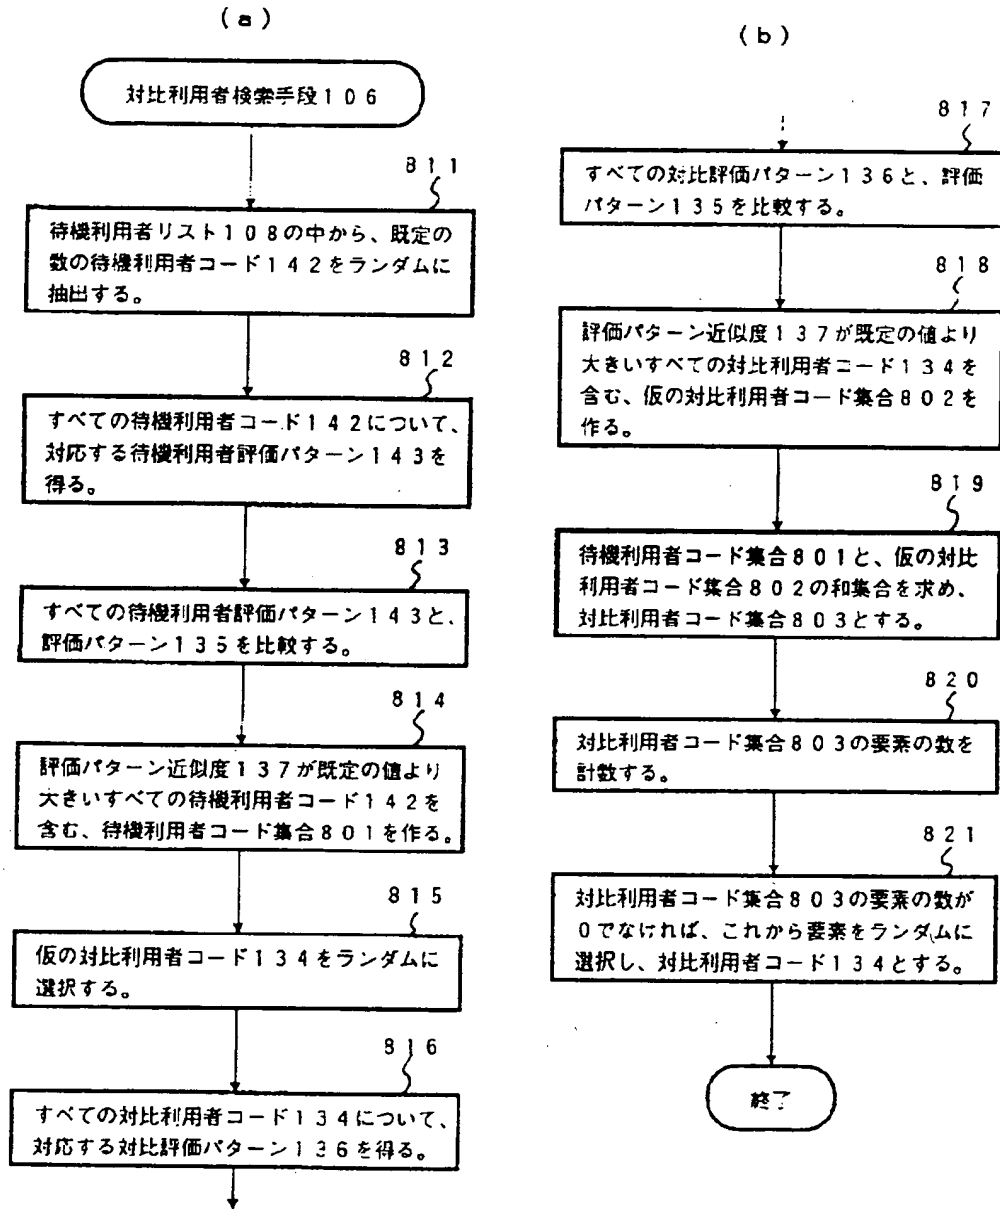 (a)
対比利用者検索手段106
811
待機利用者リスト108の中から、既定の
数の待機利用者コード142をランダムに
抽出する。
812
すべての待機利用者コード142について、
対応する待機利用者評価パターン143を
得る。
813
すべての待機利用者評価パターン143と、
評価パターン135を比較する。
814
評価パターン近似度137が既定の値より
大きいすべての待機利用者コード142を
含む、待機利用者コード集合801を作る。
815
仮の対比利用者コード134をランダムに
選択する。
816
すべての対比利用者コード134について、
対応する対比評価パターン136を得る。
(b)
817
すべての対比評価パターン136と、評価
パターン135を比較する。
818
評価パターン近似度137が既定の値より
大きいすべての対比利用者コード134を
含む、仮の対比利用者コード集合802を
作る。
819
待機利用者コード集合801と、仮の対比
利用者コード集合802の和集合を求め、
対比利用者コード集合803とする。
820
対比利用者コード集合803の要素の数を
計数する。
821
対比利用者コード集合803の要素の数が
0でなければ、これから要素をランダムに
選択し、対比利用者コード134とする。
終了